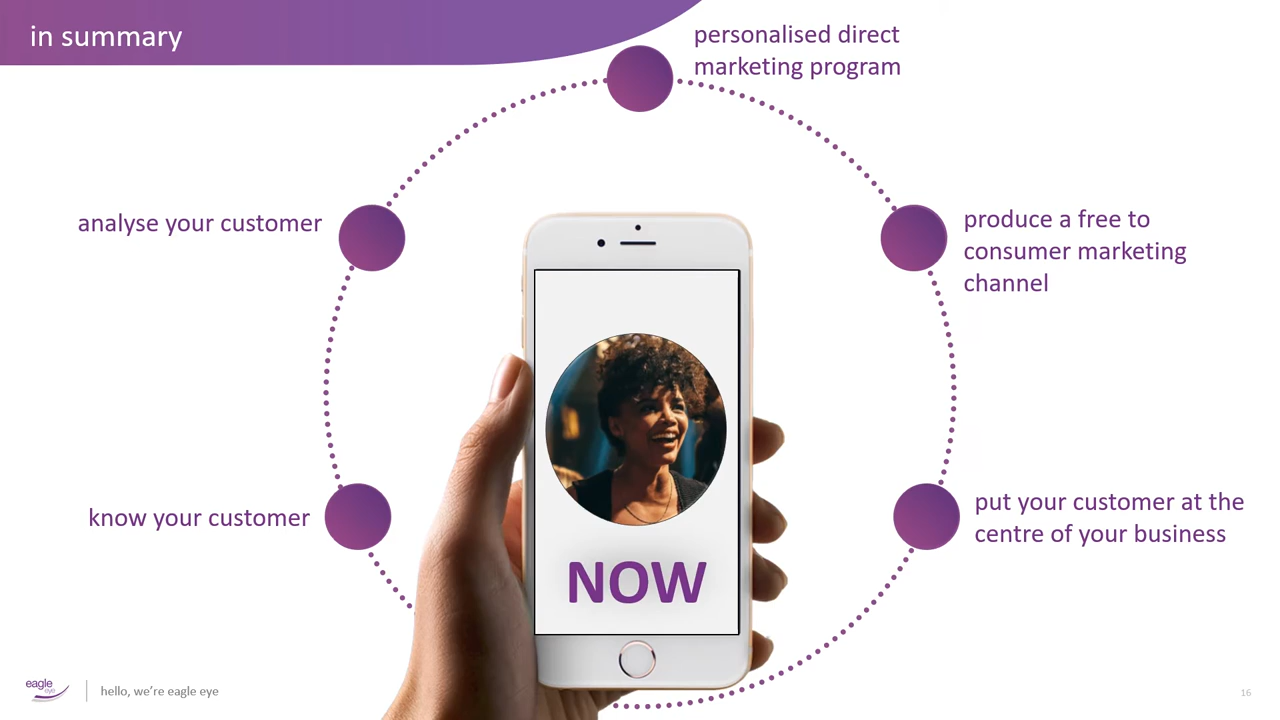 in summary
personalised direct
marketing program
analyse your customer
produce a free to
consumer marketing
channel
know your customer
put your customer at the
centre of your business
NOW
eagle
eye
hello, we're eagle eye
16